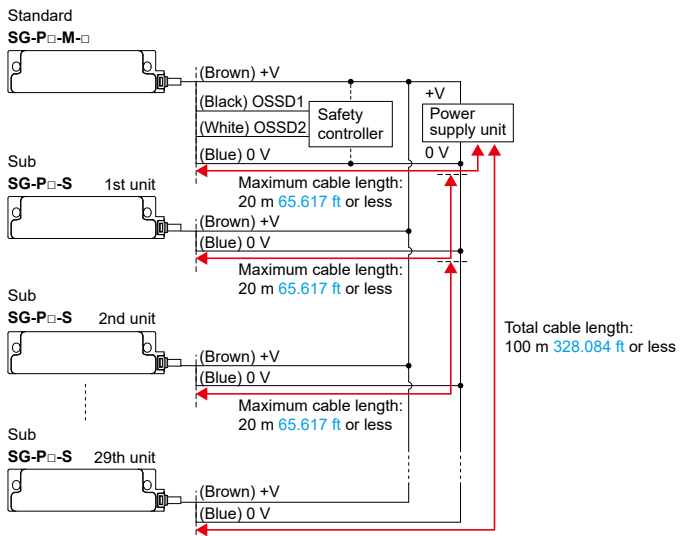 Standard
SG-P□-M-□
(Brown) +V
(Black) OSSD1
(White) OSSD2
(Blue) 0 V
Safety
controller
+V
Power
supply unit
0 V
Maximum cable length:
20 m 65.617 ft or less
Sub
SG-P□-S 1st unit
(Brown) +V
(Blue) 0 V
Maximum cable length:
20 m 65.617 ft or less
Sub
SG-P□-S 2nd unit
(Brown) +V
(Blue) 0 V
Maximum cable length:
20 m 65.617 ft or less
Total cable length:
100 m 328.084 ft or less
Sub
SG-P□-S 29th unit
(Brown) +V
(Blue) 0 V